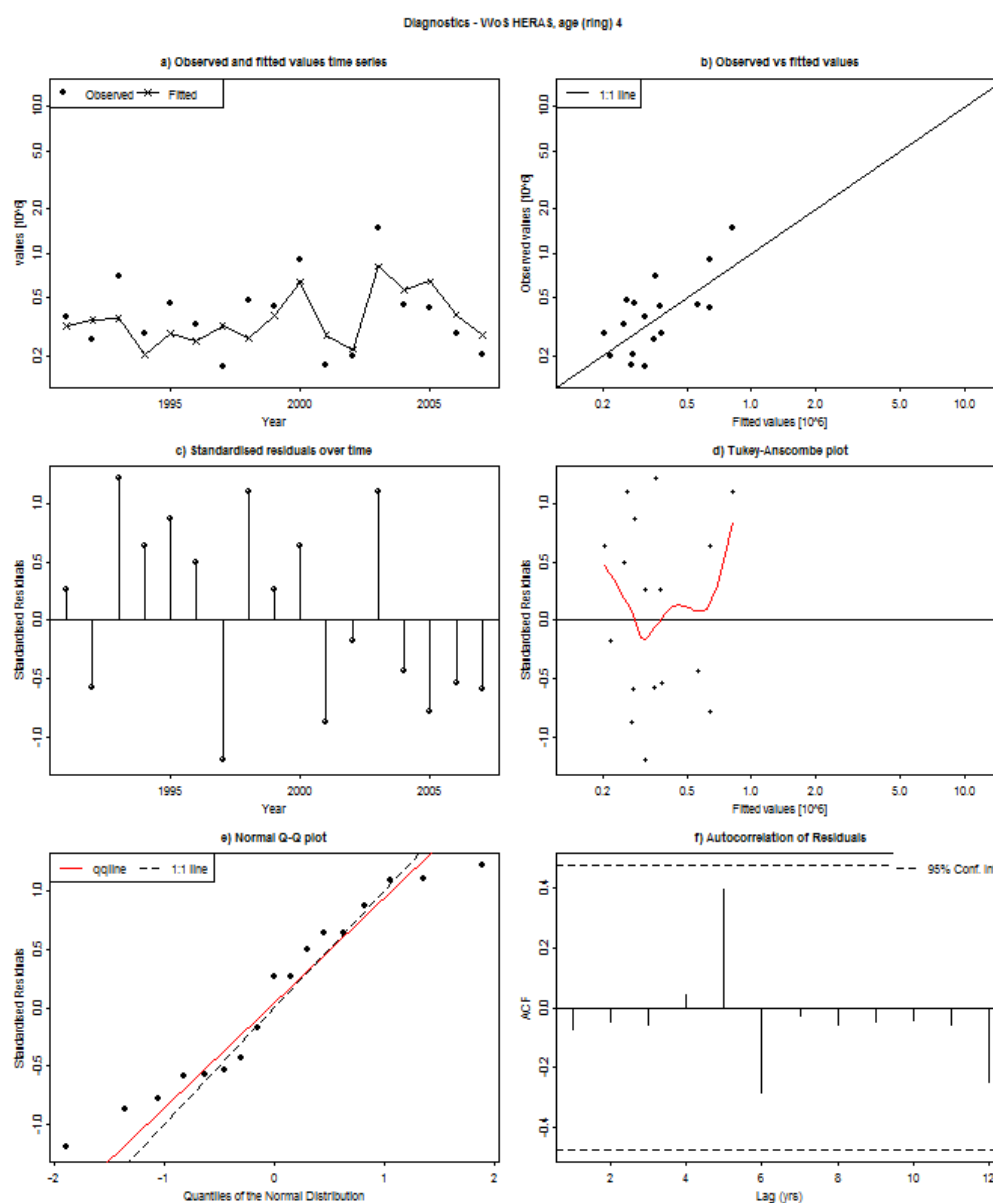 Diagnostics - WoS HERAS, age (ring) 4
a) Observed and fitted values time series
Observed Fitted
values [10^6]
10.0
5.0
2.0
1.0
0.5
0.2
1995 2000 2005
Year
b) Observed vs fitted values
1:1 line
Observed values [10^6]
10.0
5.0
2.0
1.0
0.5
0.2
0.2 0.5 1.0 2.0 5.0 10.0
Fitted values [10^6]
c) Standardised residuals over time
Standardised Residuals
1.0
0.5
0.0
-0.5
-1.0
1995 2000 2005
Year
d) Tukey-Anscombe plot
Standardised Residuals
1.0
0.5
0.0
-0.5
-1.0
0.2 0.5 1.0 2.0 5.0 10.0
Fitted values [10^6]
e) Normal Q-Q plot
qqline 1:1 line
Standardised Residuals
1.0
0.5
0.0
-0.5
-1.0
-2 -1 0 1 2
Quantiles of the Normal Distribution
f) Autocorrelation of Residuals
95% Conf. In
ACF
0.4
0.2
0.0
-0.2
-0.4
2 4 6 8 10 12
Lag (yrs)